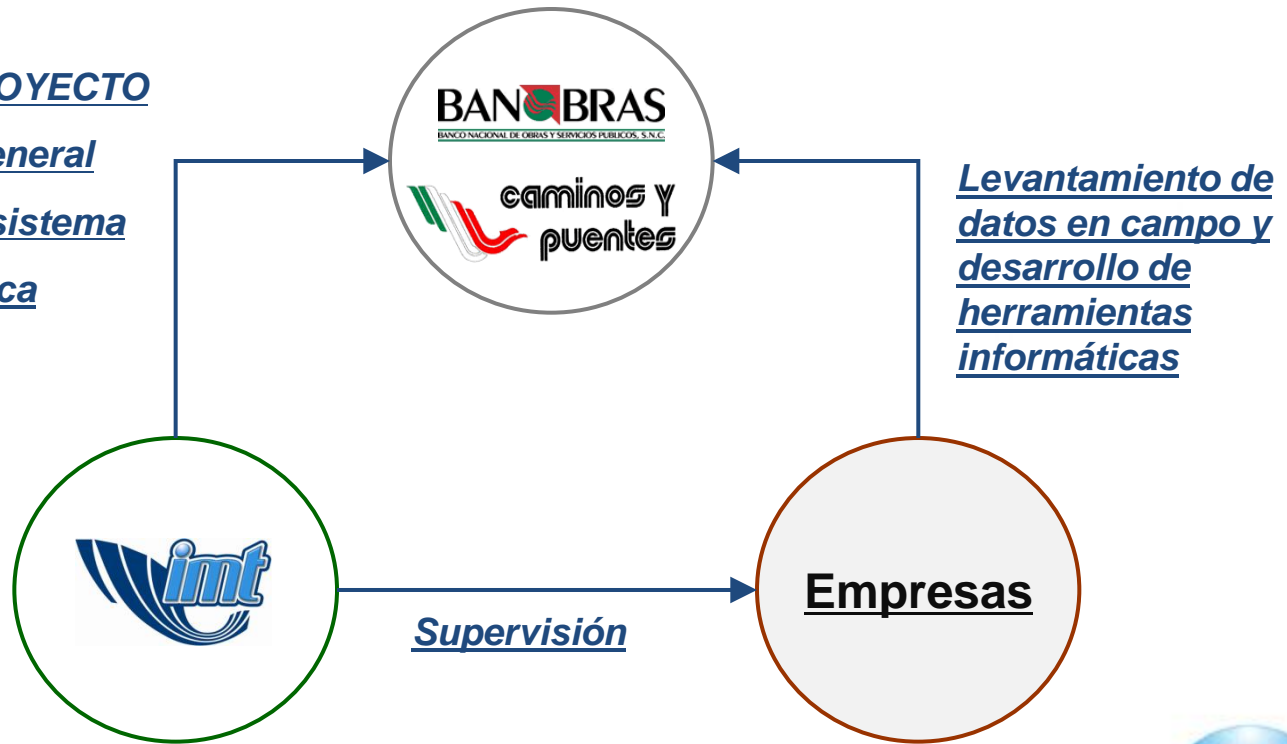 OYECTO
eneral
sistema
ca
BANOBRAS
BANCO NACIONAL DE OBRAS Y SERVICIOS PUBLICOS, S.N.C.
caminos y
puentes
Levantamiento de
datos en campo y
desarrollo de
herramientas
informáticas
imt
Supervisión
Empresas